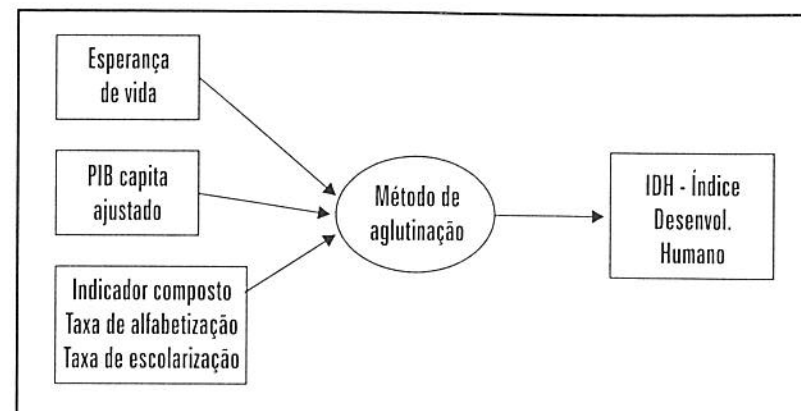 Esperança
de vida
PIB capita
ajustado
Indicador composto
Taxa de alfabetização
Taxa de escolarização
Método de
aglutinação
IDH - Índice
Desenvol.
Humano